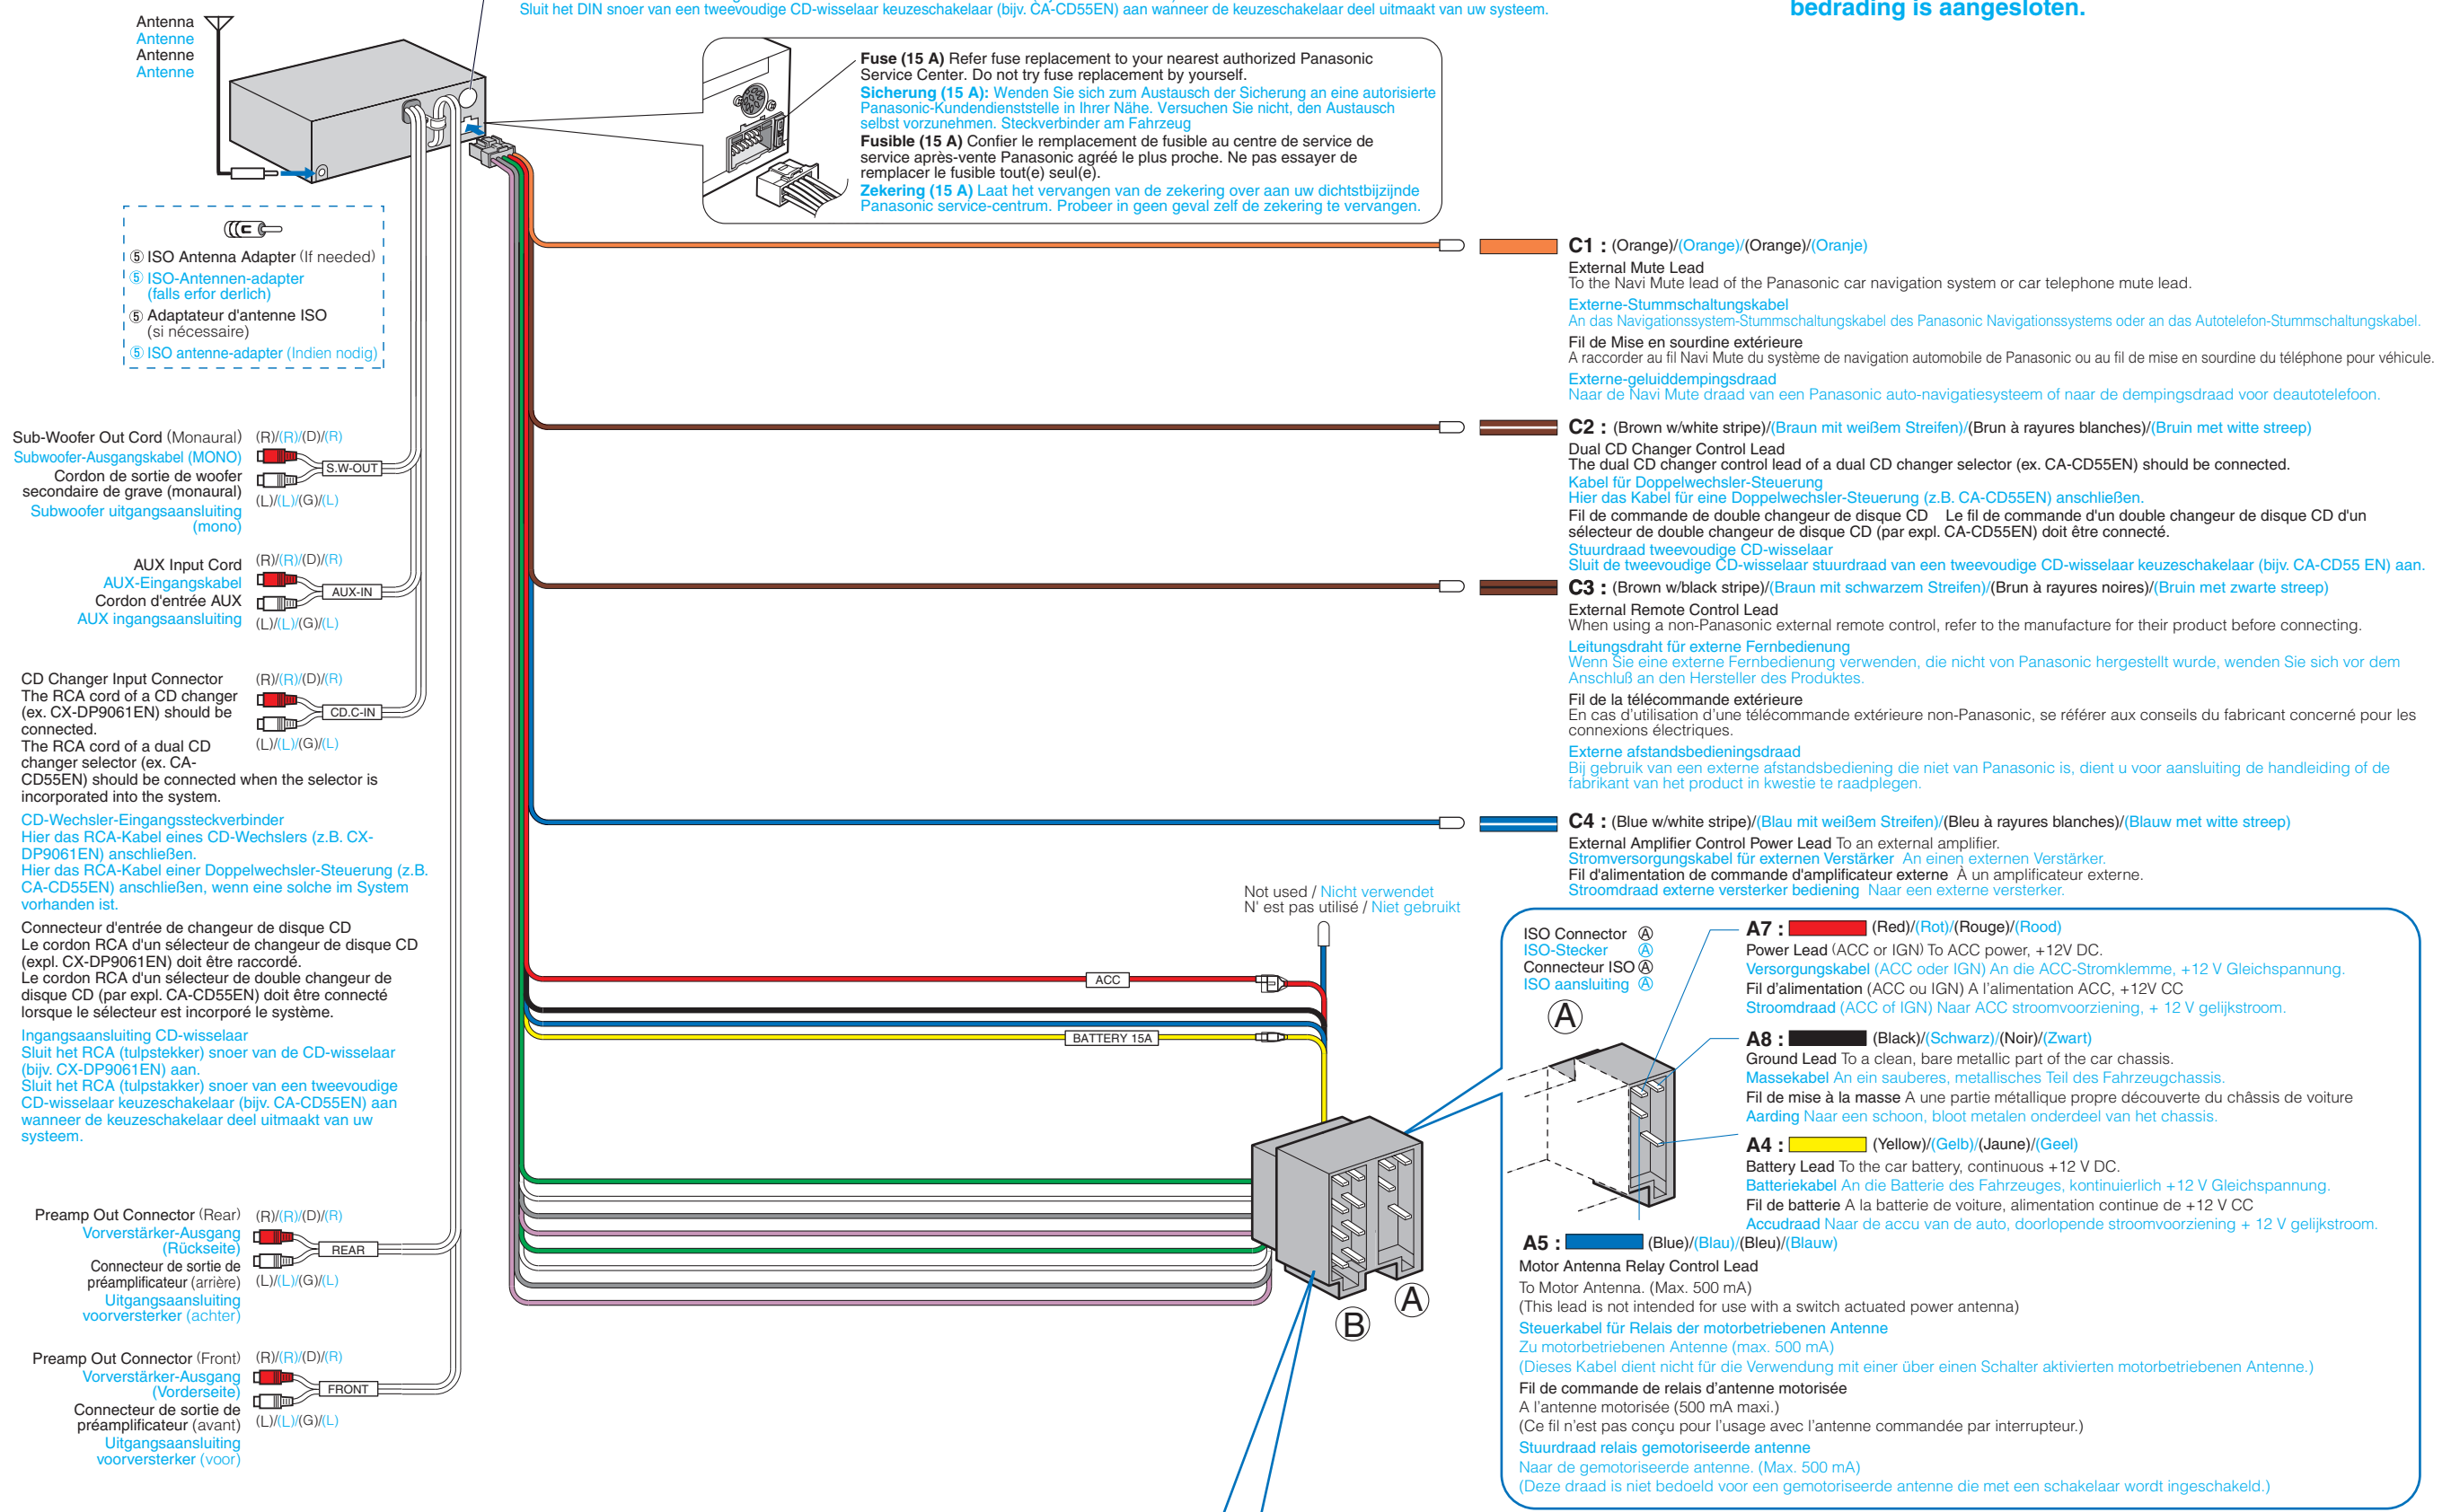 Sluit het DIN snoer van een tweevoudige CD-wisselaar keuzeschakelaar (bijv. CA-CD55EN) aan wanneer de keuzeschakelaar deel uitmaakt van uw systeem.
bedrading is aangesloten.
Antenna
Antenne
Antenne
Antenne
Fuse (15 A) Refer fuse replacement to your nearest authorized Panasonic
Service Center. Do not try fuse replacement by yourself.
Sicherung (15 A): Wenden Sie sich zum Austausch der Sicherung an eine autorisierte
Panasonic-Kundendienststelle in Ihrer Nähe. Versuchen Sie nicht, den Austausch
selbst vorzunehmen. Steckverbinder am Fahrzeug
Fusible (15 A) Confier le remplacement de fusible au centre de service de
service après-vente Panasonic agréé le plus proche. Ne pas essayer de
remplacer le fusible tout(e) seul(e).
Zekering (15 A) Laat het vervangen van de zekering over aan uw dichtstbijzijnde
Panasonic service-centrum. Probeer in geen geval zelf de zekering te vervangen.
⑤ ISO Antenna Adapter (If needed)
⑤ ISO-Antennen-adapter
(falls erfor derlich)
⑤ Adaptateur d'antenne ISO
(si nécessaire)
⑤ ISO antenne-adapter (Indien nodig)
C1 : (Orange)/(Orange)/(Orange)/(Oranje)
External Mute Lead
To the Navi Mute lead of the Panasonic car navigation system or car telephone mute lead.
Externe-Stummschaltungskabel
An das Navigationssystem-Stummschaltungskabel des Panasonic Navigationssystems oder an das Autotelefon-Stummschaltungskabel.
Fil de Mise en sourdine extérieure
A raccorder au fil Navi Mute du système de navigation automobile de Panasonic ou au fil de mise en sourdine du téléphone pour véhicule.
Externe-geluiddempingsdraad
Naar de Navi Mute draad van een Panasonic auto-navigatiesysteem of naar de dempingsdraad voor deautotelefoon.
C2 : (Brown w/white stripe)/(Braun mit weißem Streifen)/(Brun à rayures blanches)/(Bruin met witte streep)
Dual CD Changer Control Lead
The dual CD changer control lead of a dual CD changer selector (ex. CA-CD55EN) should be connected.
Kabel für Doppelwechsler-Steuerung
Hier das Kabel für eine Doppelwechsler-Steuerung (z.B. CA-CD55EN) anschließen.
Fil de commande de double changeur de disque CD Le fil de commande d'un double changeur de disque CD d'un
sélecteur de double changeur de disque CD (par expl. CA-CD55EN) doit être connecté.
Stuurdraad tweevoudige CD-wisselaar
Sluit de tweevoudige CD-wisselaar stuurdraad van een tweevoudige CD-wisselaar keuzeschakelaar (bijv. CA-CD55 EN) aan.
C3 : (Brown w/black stripe)/(Braun mit schwarzem Streifen)/(Brun à rayures noires)/(Bruin met zwarte streep)
External Remote Control Lead
When using a non-Panasonic external remote control, refer to the manufacture for their product before connecting.
Leitungsdraht für externe Fernbedienung
Wenn Sie eine externe Fernbedienung verwenden, die nicht von Panasonic hergestellt wurde, wenden Sie sich vor dem
Anschluß an den Hersteller des Produktes.
Fil de la télécommande extérieure
En cas d'utilisation d'une télécommande extérieure non-Panasonic, se référer aux conseils du fabricant concerné pour les
connexions électriques.
Externe afstandsbedieningsdraad
Bij gebruik van een externe afstandsbediening die niet van Panasonic is, dient u voor aansluiting de handleiding of de
fabrikant van het product in kwestie te raadplegen.
C4 : (Blue w/white stripe)/(Blau mit weißem Streifen)/(Bleu à rayures blanches)/(Blauw met witte streep)
External Amplifier Control Power Lead To an external amplifier.
Stromversorgungskabel für externen Verstärker An einen externen Verstärker.
Fil d'alimentation de commande d'amplificateur externe À un amplificateur externe.
Stroomdraad externe versterker bediening Naar een externe versterker.
Sub-Woofer Out Cord (Monaural) (R)/(R)/(D)/(R)
Subwoofer-Ausgangskabel (MONO)
S.W-OUT
Cordon de sortie de woofer
secondaire de grave (monaural)
(L)/(L)/(G)/(L)
Subwoofer uitgangsaansluiting
(mono)
AUX Input Cord (R)/(R)/(D)/(R)
AUX-Eingangskabel
AUX-IN
Cordon d'entrée AUX
AUX ingangsaansluiting (L)/(L)/(G)/(L)
CD Changer Input Connector (R)/(R)/(D)/(R)
The RCA cord of a CD changer
(ex. CX-DP9061EN) should be
CD.C-IN
connected.
The RCA cord of a dual CD (L)/(L)/(G)/(L)
changer selector (ex. CA-
CD55EN) should be connected when the selector is
incorporated into the system.
CD-Wechsler-Eingangssteckverbinder
Hier das RCA-Kabel eines CD-Wechslers (z.B. CX-
DP9061EN) anschließen.
Hier das RCA-Kabel einer Doppelwechsler-Steuerung (z.B.
CA-CD55EN) anschließen, wenn eine solche im System
vorhanden ist.
Connecteur d'entrée de changeur de disque CD
Le cordon RCA d'un sélecteur de changeur de disque CD
(expl. CX-DP9061EN) doit être raccordé.
Le cordon RCA d'un sélecteur de double changeur de
disque CD (par expl. CA-CD55EN) doit être connecté
lorsque le sélecteur est incorporé le système.
Ingangsaansluiting CD-wisselaar
Sluit het RCA (tulpstekker) snoer van de CD-wisselaar
(bijv. CX-DP9061EN) aan.
Sluit het RCA (tulpstakker) snoer van een tweevoudige
CD-wisselaar keuzeschakelaar (bijv. CA-CD55EN) aan
wanneer de keuzeschakelaar deel uitmaakt van uw
systeem.
Preamp Out Connector (Rear) (R)/(R)/(D)/(R)
Vorverstärker-Ausgang
(Rückseite)
REAR
Connecteur de sortie de
préamplificateur (arrière) (L)/(L)/(G)/(L)
Uitgangsaansluiting
voorversterker (achter)
Preamp Out Connector (Front) (R)/(R)/(D)/(R)
Vorverstärker-Ausgang
(Vorderseite)
FRONT
Connecteur de sortie de
préamplificateur (avant) (L)/(L)/(G)/(L)
Uitgangsaansluiting
voorversterker (voor)
Not used / Nicht verwendet
N' est pas utilisé / Niet gebruikt
ACC
BATTERY 15A
A
B
ISO Connector Ⓐ
ISO-Stecker Ⓐ
Connecteur ISO Ⓐ
ISO aansluiting Ⓐ
Ⓐ
A7 : (Red)/(Rot)/(Rouge)/(Rood)
Power Lead (ACC or IGN) To ACC power, +12V DC.
Versorgungskabel (ACC oder IGN) An die ACC-Stromklemme, +12 V Gleichspannung.
Fil d'alimentation (ACC ou IGN) A l'alimentation ACC, +12V CC
Stroomdraad (ACC of IGN) Naar ACC stroomvoorziening, + 12 V gelijkstroom.
A8 : (Black)/(Schwarz)/(Noir)/(Zwart)
Ground Lead To a clean, bare metallic part of the car chassis.
Massekabel An ein sauberes, metallisches Teil des Fahrzeugchassis.
Fil de mise à la masse A une partie métallique propre découverte du châssis de voiture
Aarding Naar een schoon, bloot metalen onderdeel van het chassis.
A4 : (Yellow)/(Gelb)/(Jaune)/(Geel)
Battery Lead To the car battery, continuous +12 V DC.
Batteriekabel An die Batterie des Fahrzeuges, kontinuierlich +12 V Gleichspannung.
Fil de batterie A la batterie de voiture, alimentation continue de +12 V CC
Accudraad Naar de accu van de auto, doorlopende stroomvoorziening + 12 V gelijkstroom.
A5 : (Blue)/(Blau)/(Bleu)/(Blauw)
Motor Antenna Relay Control Lead
To Motor Antenna. (Max. 500 mA)
(This lead is not intended for use with a switch actuated power antenna)
Steuerkabel für Relais der motorbetriebenen Antenne
Zu motorbetriebenen Antenne (max. 500 mA)
(Dieses Kabel dient nicht für die Verwendung mit einer über einen Schalter aktivierten motorbetriebenen Antenne.)
Fil de commande de relais d'antenne motorisée
A l'antenne motorisée (500 mA maxi.)
(Ce fil n'est pas conçu pour l'usage avec l'antenne commandée par interrupteur.)
Stuurdraad relais gemotoriseerde antenne
Naar de gemotoriseerde antenne. (Max. 500 mA)
(Deze draad is niet bedoeld voor een gemotoriseerde antenne die met een schakelaar wordt ingeschakeld.)